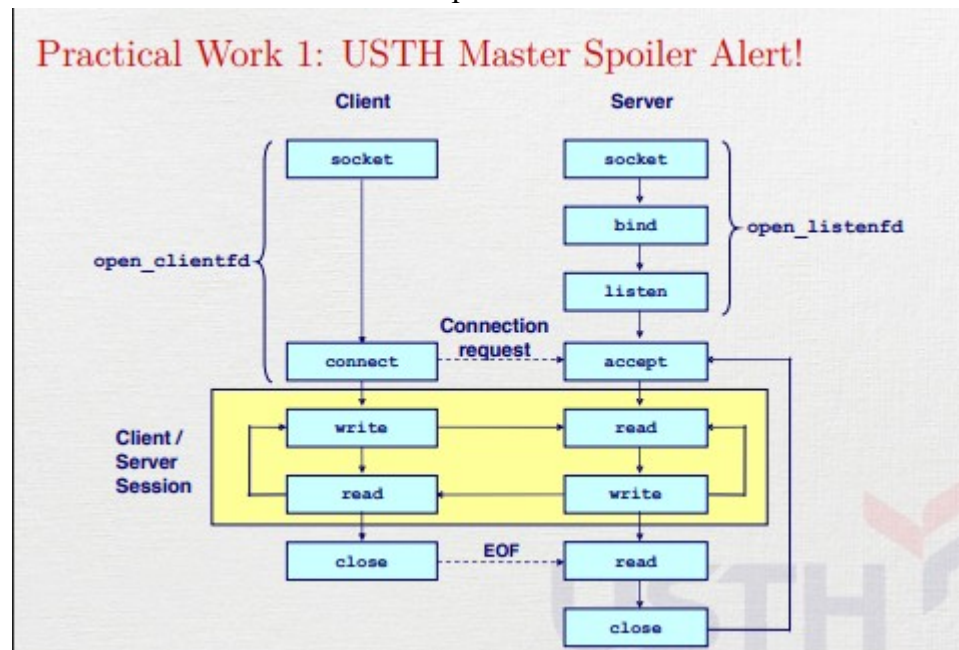 Practical Work 1: USTH Master Spoiler Alert!
Client
Server
socket
socket
bind
open_listenfd
open_clientfd
listen
Connection
request
connect
accept
Client /
Server
Session
write
read
read
write
close
EOF
read
close
USTH